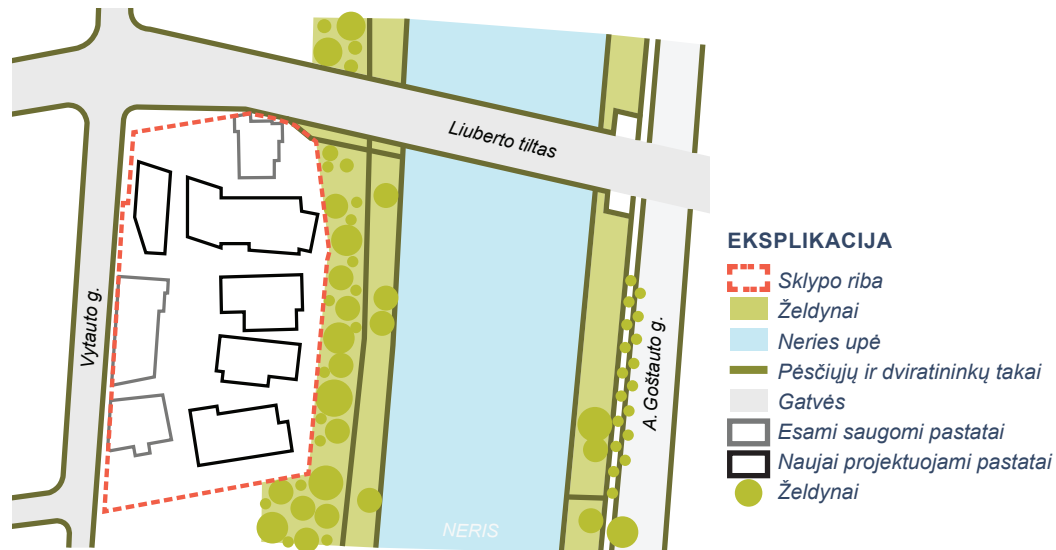 Liuberto tiltas
Vytauto g.
A. Goštauto g.
NERIS
EKSPLIKACIJA
Sklypo riba
Želdynai
Neries upė
Pėsčiųjų ir dviratininkų takai
Gatvės
Esami saugomi pastatai
Naujai projektuojami pastatai
Želdynai